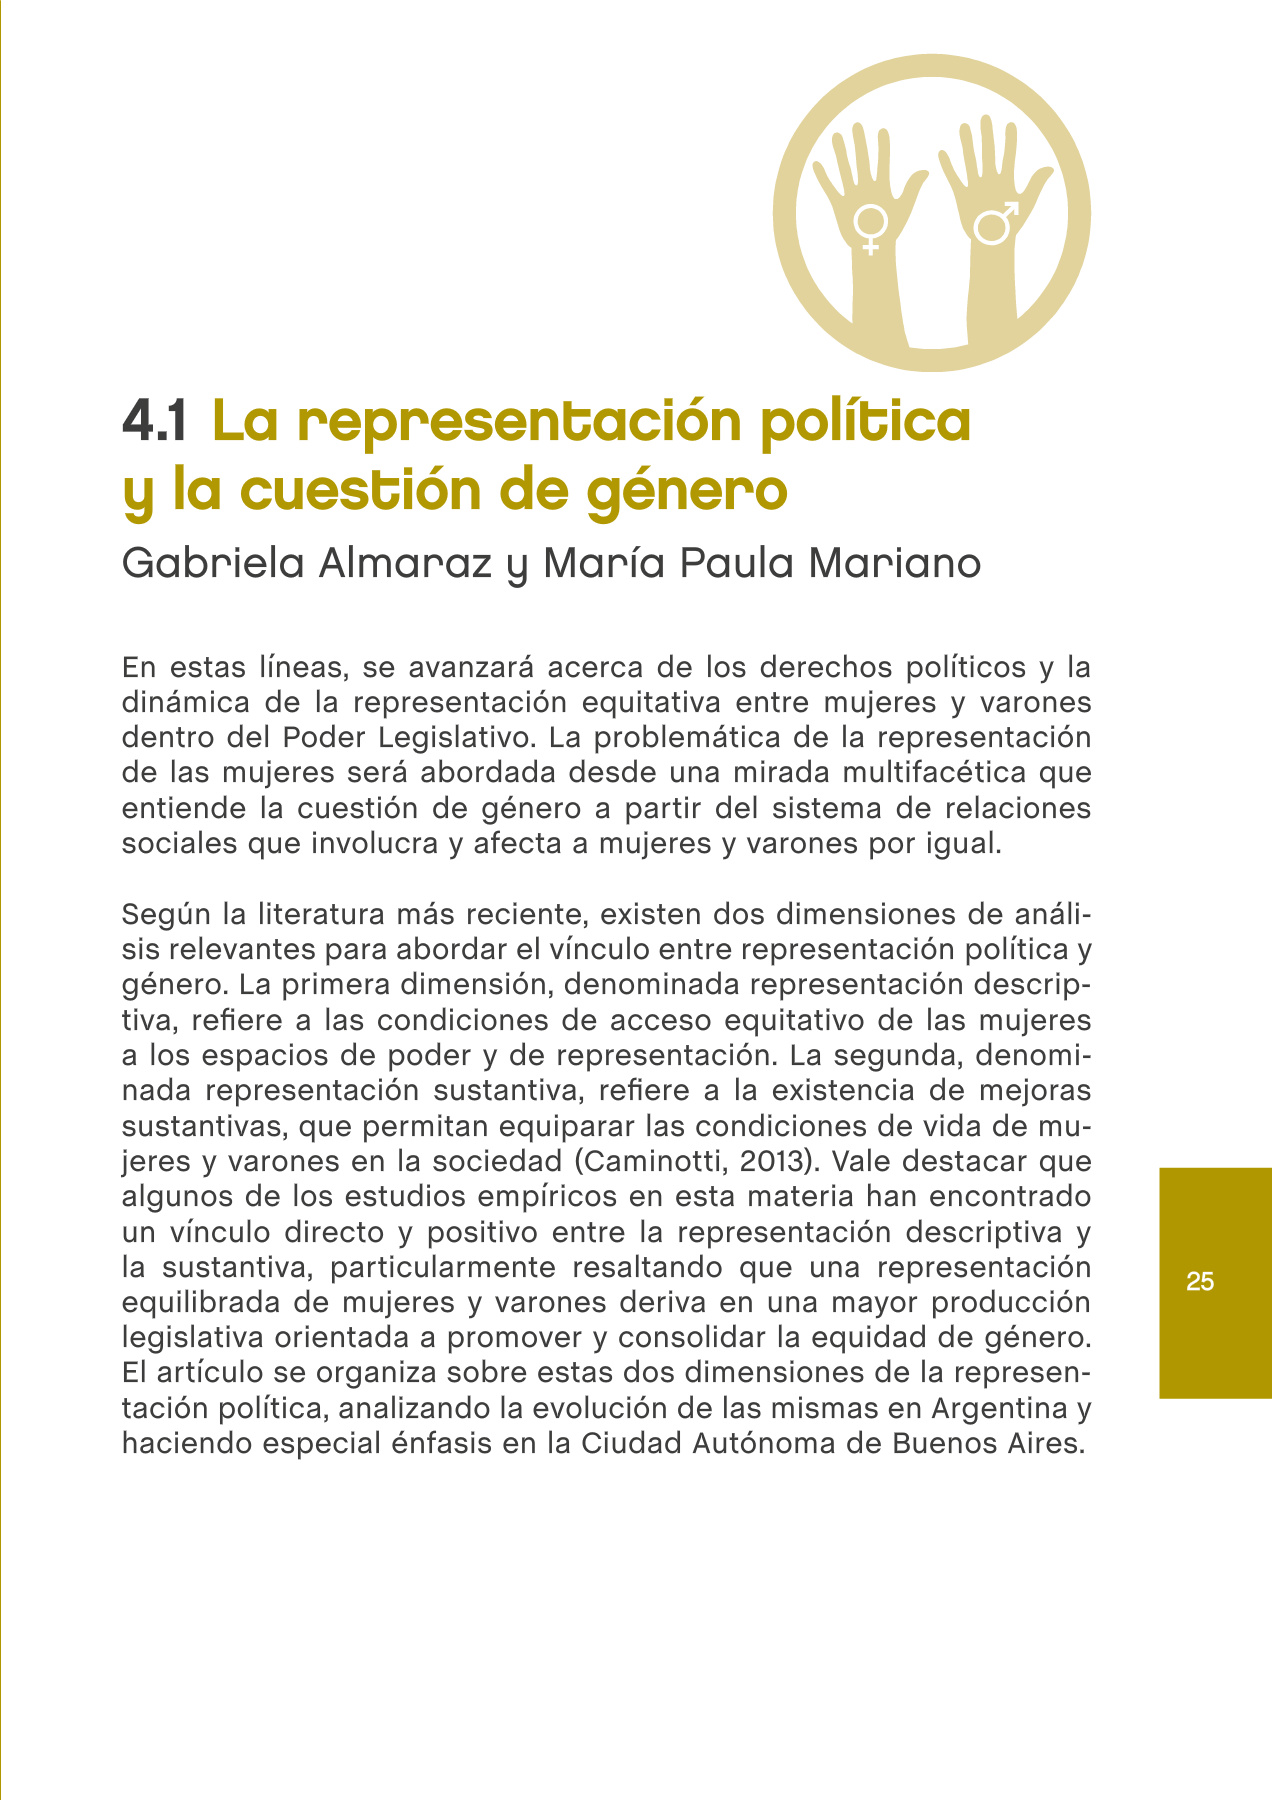 4.1 La representación política
y la cuestión de género
Gabriela Almaraz y María Paula Mariano
En estas líneas, se avanzará acerca de los derechos políticos y la
dinámica de la representación equitativa entre mujeres y varones
dentro del Poder Legislativo. La problemática de la representación
de las mujeres será abordada desde una mirada multifacética que
entiende la cuestión de género a partir del sistema de relaciones
sociales que involucra y afecta a mujeres y varones por igual.
Según la literatura más reciente, existen dos dimensiones de análi-
sis relevantes para abordar el vínculo entre representación política y
género. La primera dimensión, denominada representación descrip-
tiva, refiere a las condiciones de acceso equitativo de las mujeres
a los espacios de poder y de representación. La segunda, denomi-
nada representación sustantiva, refiere a la existencia de mejoras
sustantivas, que permitan equiparar las condiciones de vida de mu-
jeres y varones en la sociedad (Caminotti, 2013). Vale destacar que
algunos de los estudios empíricos en esta materia han encontrado
un vínculo directo y positivo entre la representación descriptiva y
la sustantiva, particularmente resaltando que una representación
equilibrada de mujeres y varones deriva en una mayor producción
legislativa orientada a promover y consolidar la equidad de género.
El artículo se organiza sobre estas dos dimensiones de la represen-
tación política, analizando la evolución de las mismas en Argentina y
haciendo especial énfasis en la Ciudad Autónoma de Buenos Aires.
25